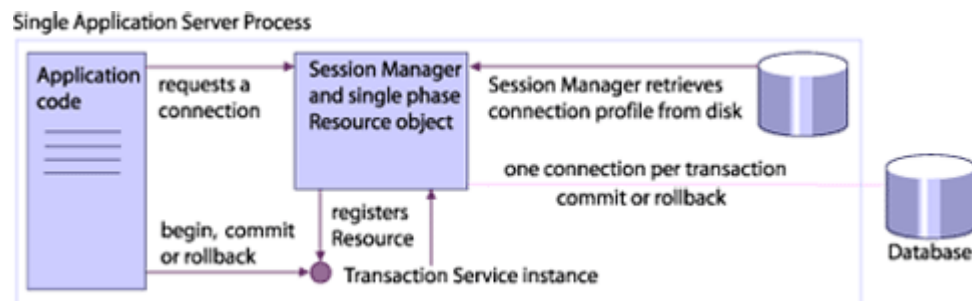 Single Application Server Process
Application
code
requests a
connection
Session Manager
and single phase
Resource object
Session Manager retrieves
connection profile from disk
one connection per transaction
commit or rollback
registers
Resource
begin, commit
or rollback
Transaction Service instance
Database